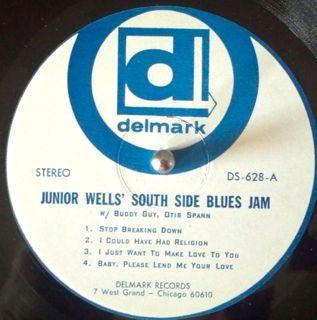 d
delmark
STEREO DS-628-A
JUNIOR WELLS' SOUTH SIDE BLUES JAM
W/ BUDDY GUY, OTIS SPANN
1. STOP BREAKING DOWN
2. I COULD HAVE HAD RELIGION
3. I JUST WANT TO MAKE LOVE TO YOU
4. BABY, PLEASE LEND ME YOUR LOVE
DELMARK RECORDS
7 West Grand - Chicago 60610